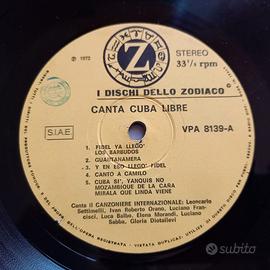 Z
℗ 1972
STEREO
33⅓ rpm
I DISCHI DELLO ZODIACO
CANTA CUBA LIBRE
S.I.A.E.
VPA 8139-A
1 FIDEL YA LLEGÓ
LOS BARBUDOS
2 GUAJTANAMERA
3 Y EN ESO LLEGÓ FIDEL
4 CANTO A CAMILO
5 CUBA SI', YANQUIS NO
MOZAMBIQUE DE LA CARA
MIRALA QUE LINDA VIENE
Canta il CANZONIERE INTERNAZIONALE: Leoncarlo
Settimelli, Ivan Roberto Orano, Luciano Fran-
cisci, Luca Balbo, Elena Morandi, Luciano
Sabba, Gloria Diotallevi
subito